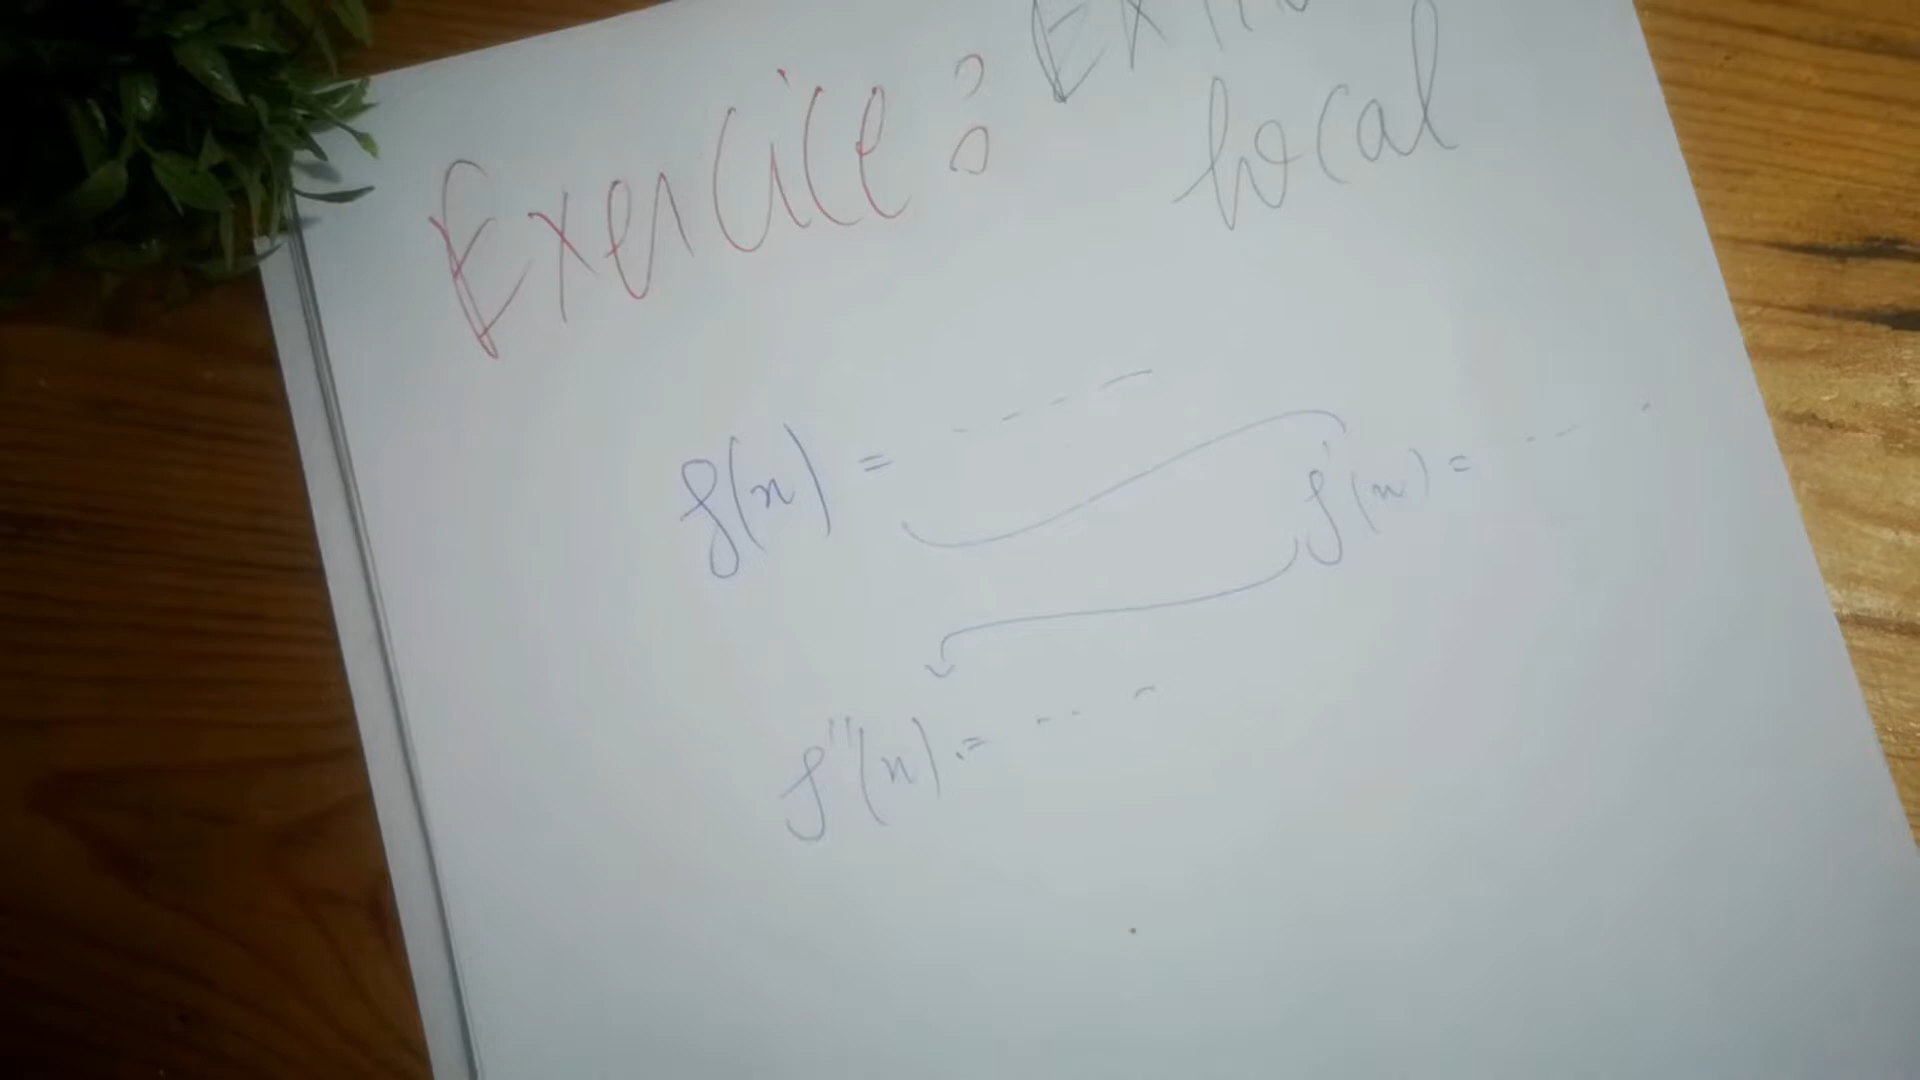 Exercice :
local
f(x) = - - - -
f'(x) = - - -
f''(x) = - - -